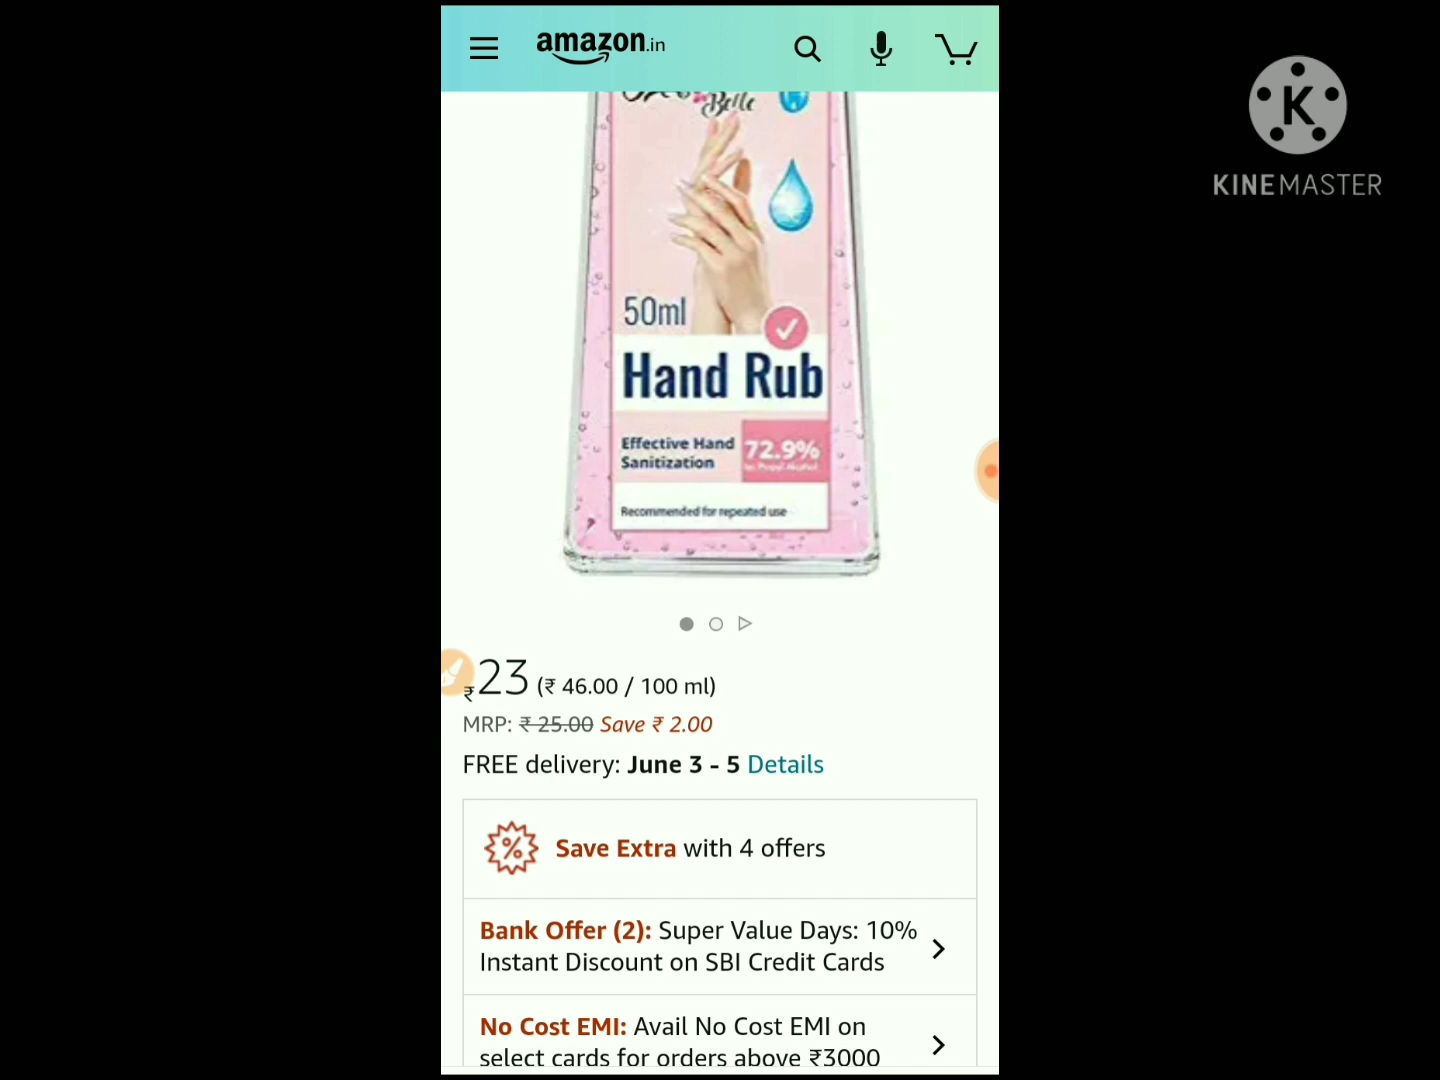 amazon.in
KINEMASTER
Belle
50ml
Hand Rub
Effective Hand
Sanitization
72.9%
Recommended for repeated use
₹23 (₹ 46.00 / 100 ml)
MRP: ₹ 25.00 Save ₹ 2.00
FREE delivery: June 3 - 5 Details
Save Extra with 4 offers
Bank Offer (2): Super Value Days: 10%
Instant Discount on SBI Credit Cards
No Cost EMI: Avail No Cost EMI on
select cards for orders above ₹3000